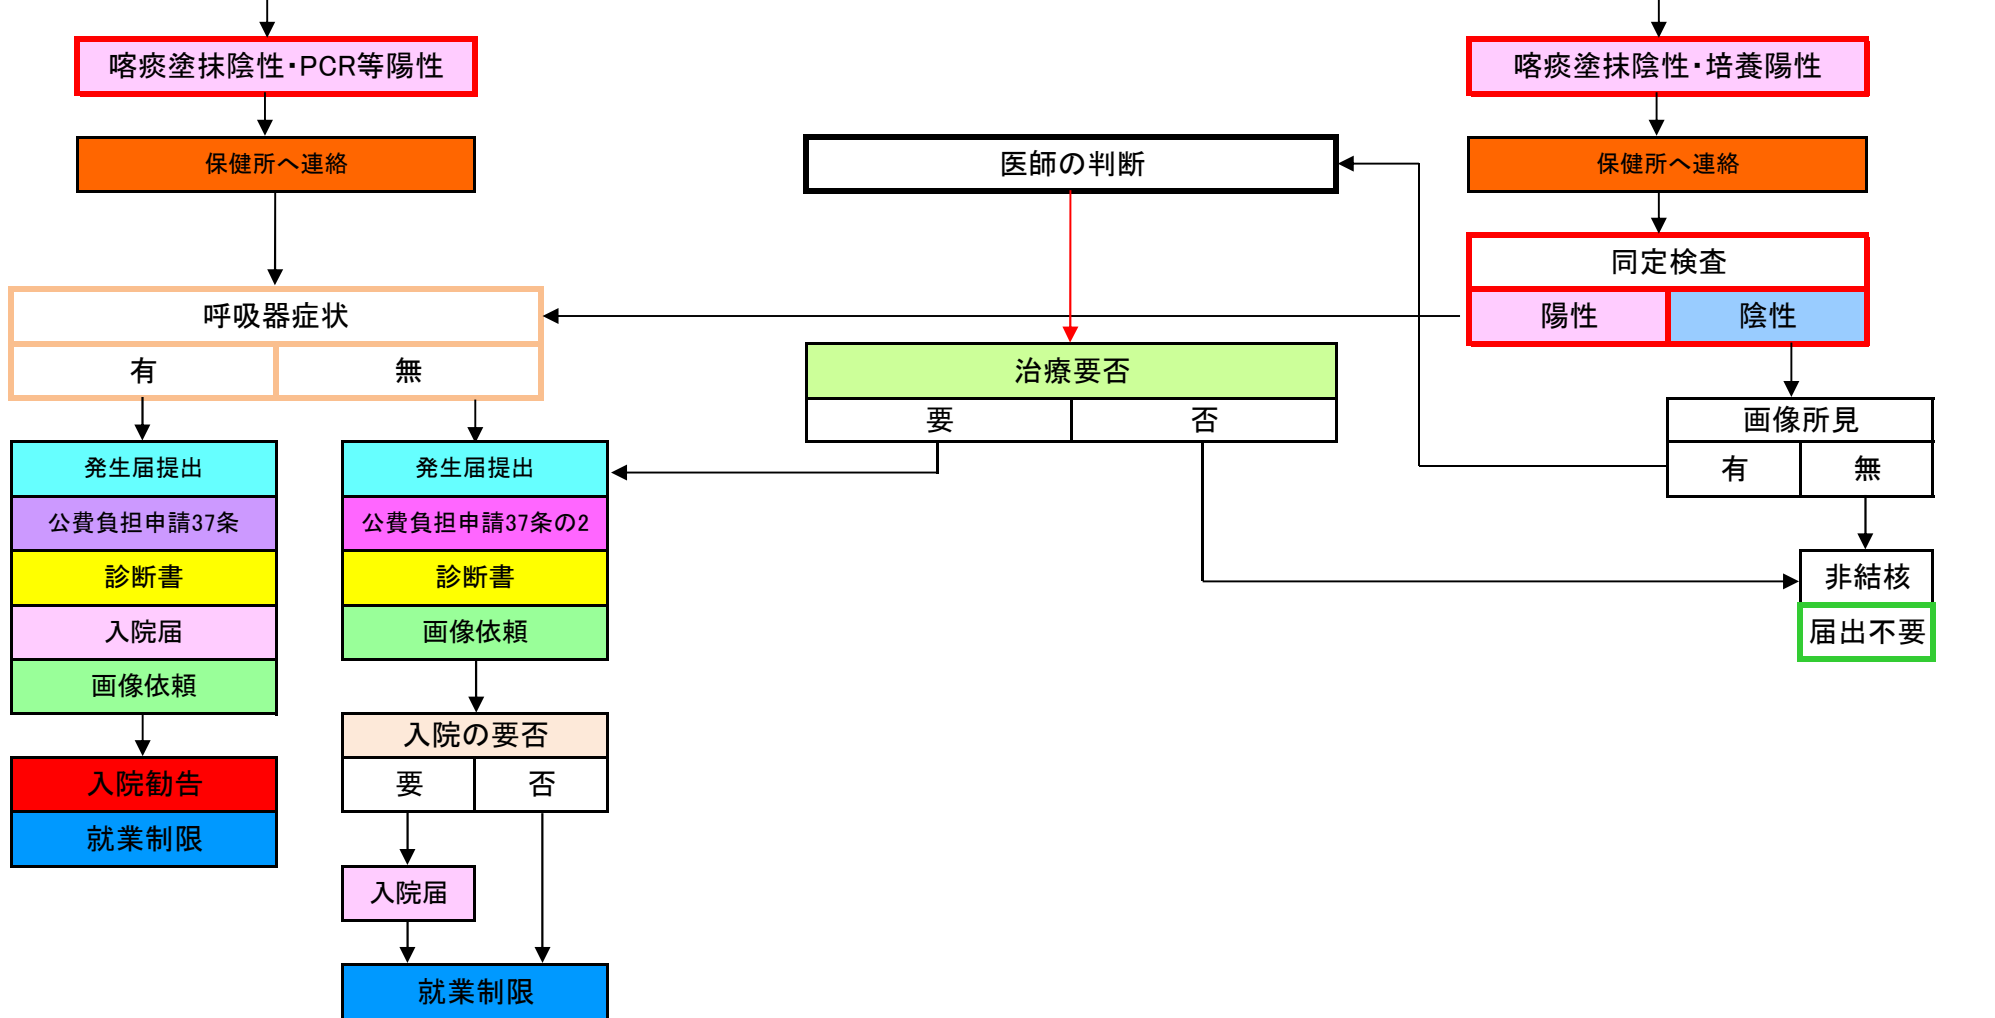 喀痰塗抹陰性・PCR等陽性
喀痰塗抹陰性・培養陽性
保健所へ連絡
医師の判断
保健所へ連絡
同定検査
陽性
陰性
呼吸器症状
有
無
治療要否
要
否
画像所見
有
無
発生届提出
公費負担申請37条
診断書
入院届
画像依頼
発生届提出
公費負担申請37条の2
診断書
画像依頼
非結核
届出不要
入院勧告
就業制限
入院の要否
要
否
入院届
就業制限